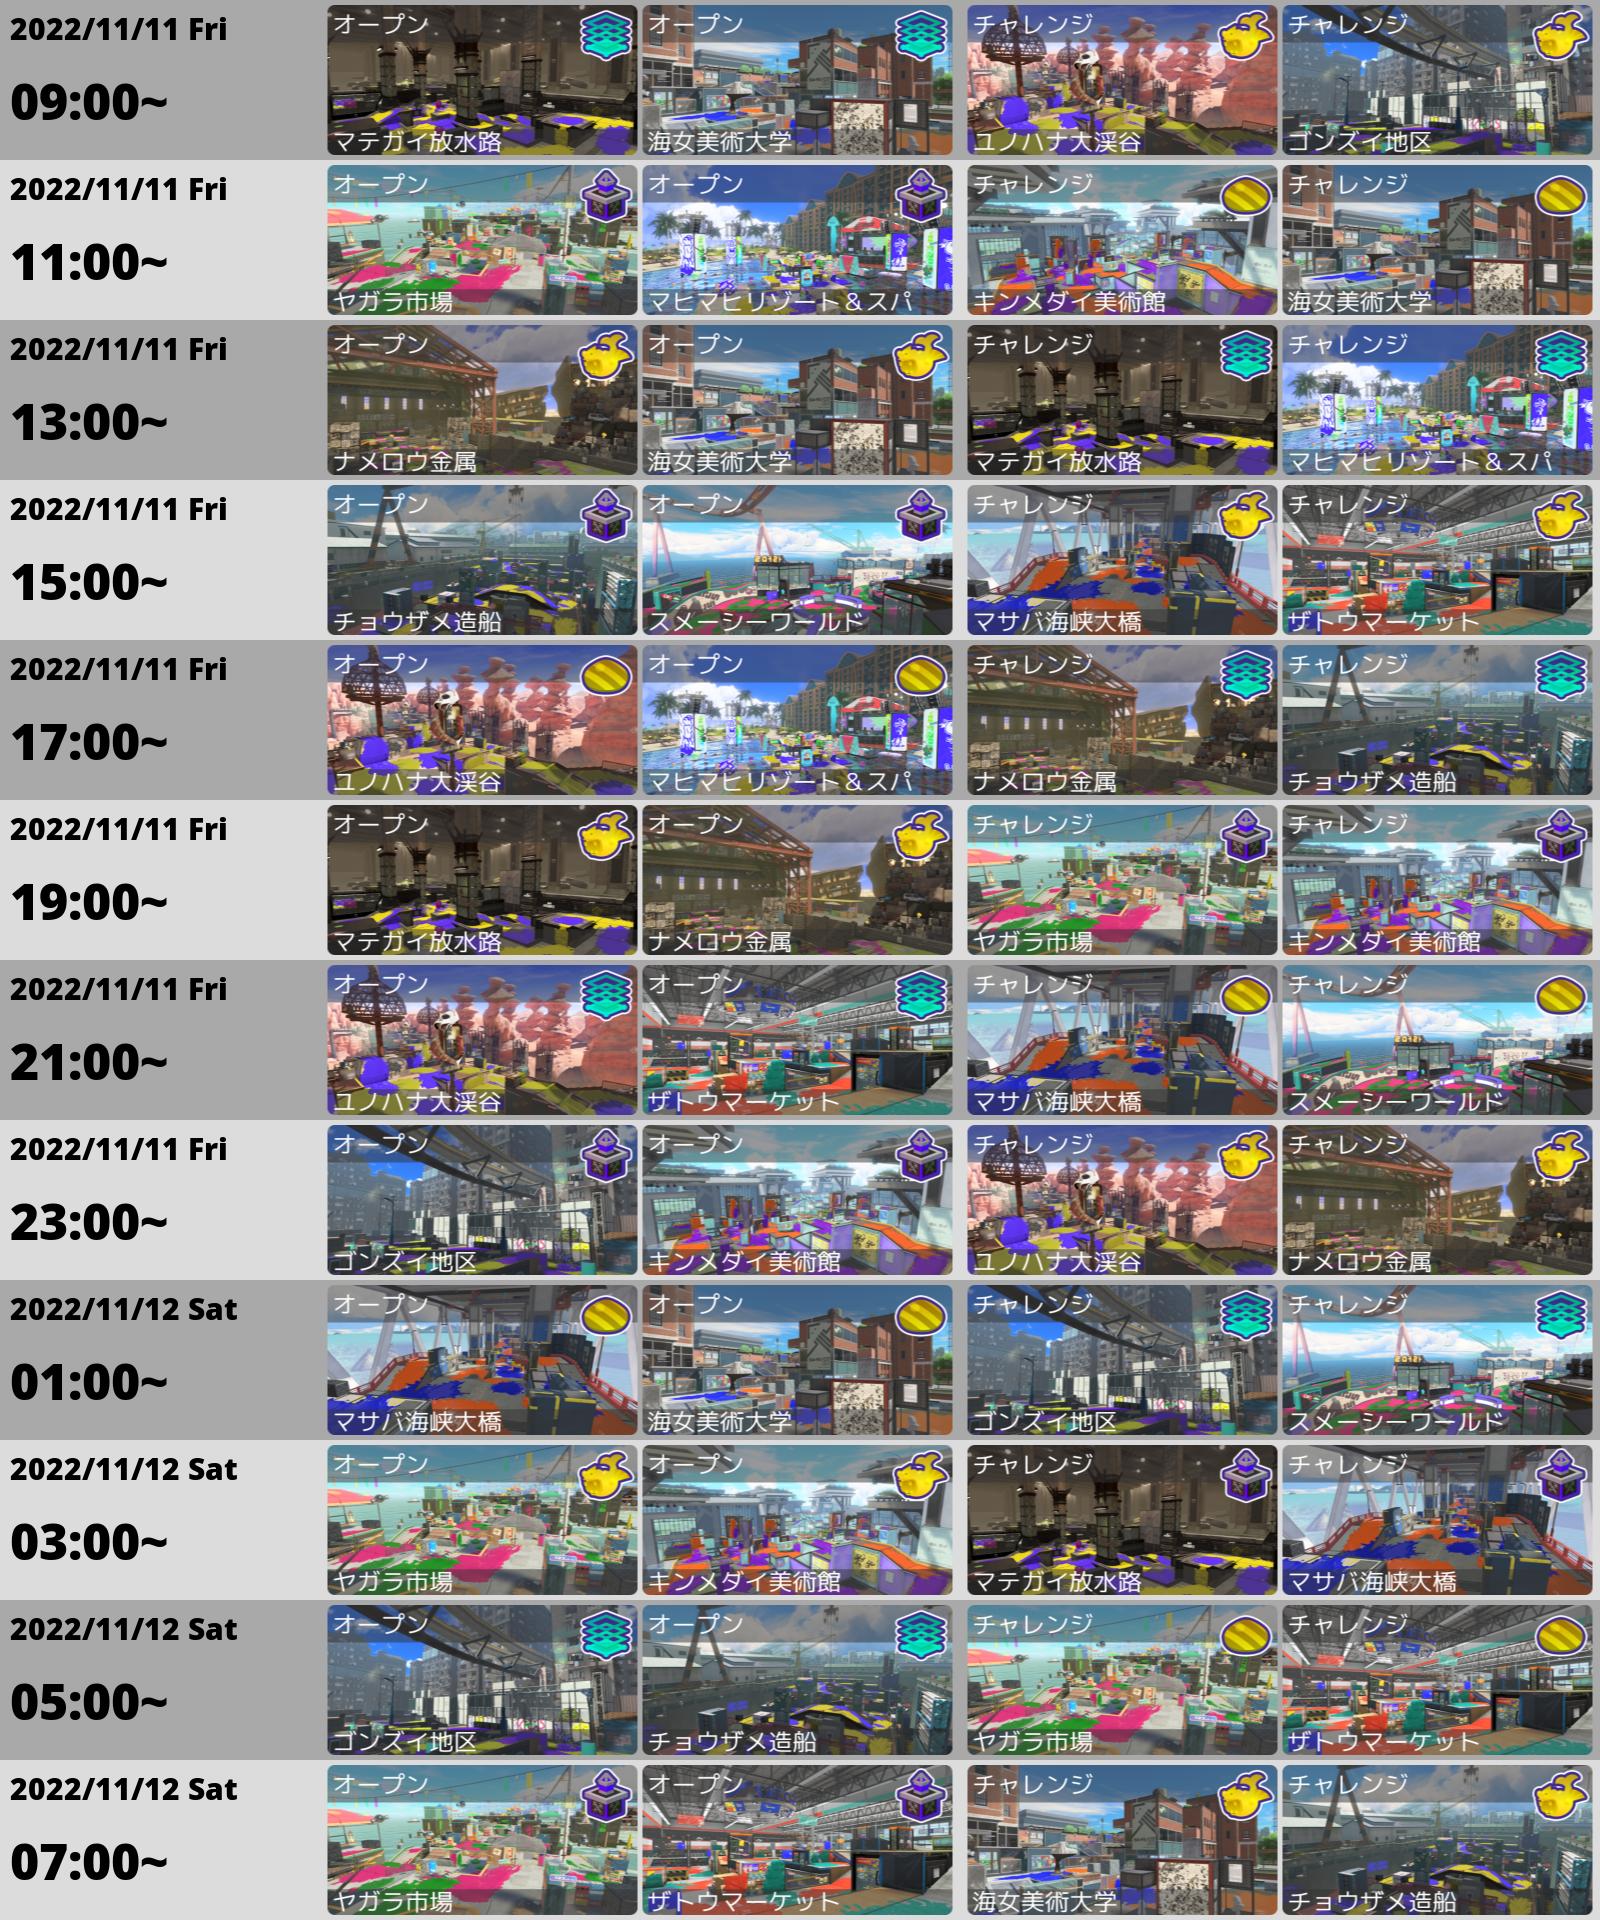 2022/11/11 Fri
09:00~
オープン
マテガイ放水路
オープン
海女美術大学
チャレンジ
ユノハナ大渓谷
チャレンジ
ゴンズイ地区
2022/11/11 Fri
11:00~
オープン
ヤガラ市場
オープン
マヒマヒリゾート＆スパ
チャレンジ
キンメダイ美術館
チャレンジ
海女美術大学
2022/11/11 Fri
13:00~
オープン
ナメロウ金属
オープン
海女美術大学
チャレンジ
マテガイ放水路
チャレンジ
マヒマヒリゾート＆スパ
2022/11/11 Fri
15:00~
オープン
チョウザメ造船
オープン
スメーシーワールド
チャレンジ
マサバ海峡大橋
チャレンジ
ザトウマーケット
2022/11/11 Fri
17:00~
オープン
ユノハナ大渓谷
オープン
マヒマヒリゾート＆スパ
チャレンジ
ナメロウ金属
チャレンジ
チョウザメ造船
2022/11/11 Fri
19:00~
オープン
マテガイ放水路
オープン
ナメロウ金属
チャレンジ
ヤガラ市場
チャレンジ
キンメダイ美術館
2022/11/11 Fri
21:00~
オープン
ユノハナ大渓谷
オープン
ザトウマーケット
チャレンジ
マサバ海峡大橋
チャレンジ
スメーシーワールド
2022/11/11 Fri
23:00~
オープン
ゴンズイ地区
オープン
キンメダイ美術館
チャレンジ
ユノハナ大渓谷
チャレンジ
ナメロウ金属
2022/11/12 Sat
01:00~
オープン
マサバ海峡大橋
オープン
海女美術大学
チャレンジ
ゴンズイ地区
チャレンジ
スメーシーワールド
2022/11/12 Sat
03:00~
オープン
ヤガラ市場
オープン
キンメダイ美術館
チャレンジ
マテガイ放水路
チャレンジ
マサバ海峡大橋
2022/11/12 Sat
05:00~
オープン
ゴンズイ地区
オープン
チョウザメ造船
チャレンジ
ヤガラ市場
チャレンジ
ザトウマーケット
2022/11/12 Sat
07:00~
オープン
ヤガラ市場
オープン
ザトウマーケット
チャレンジ
海女美術大学
チャレンジ
チョウザメ造船